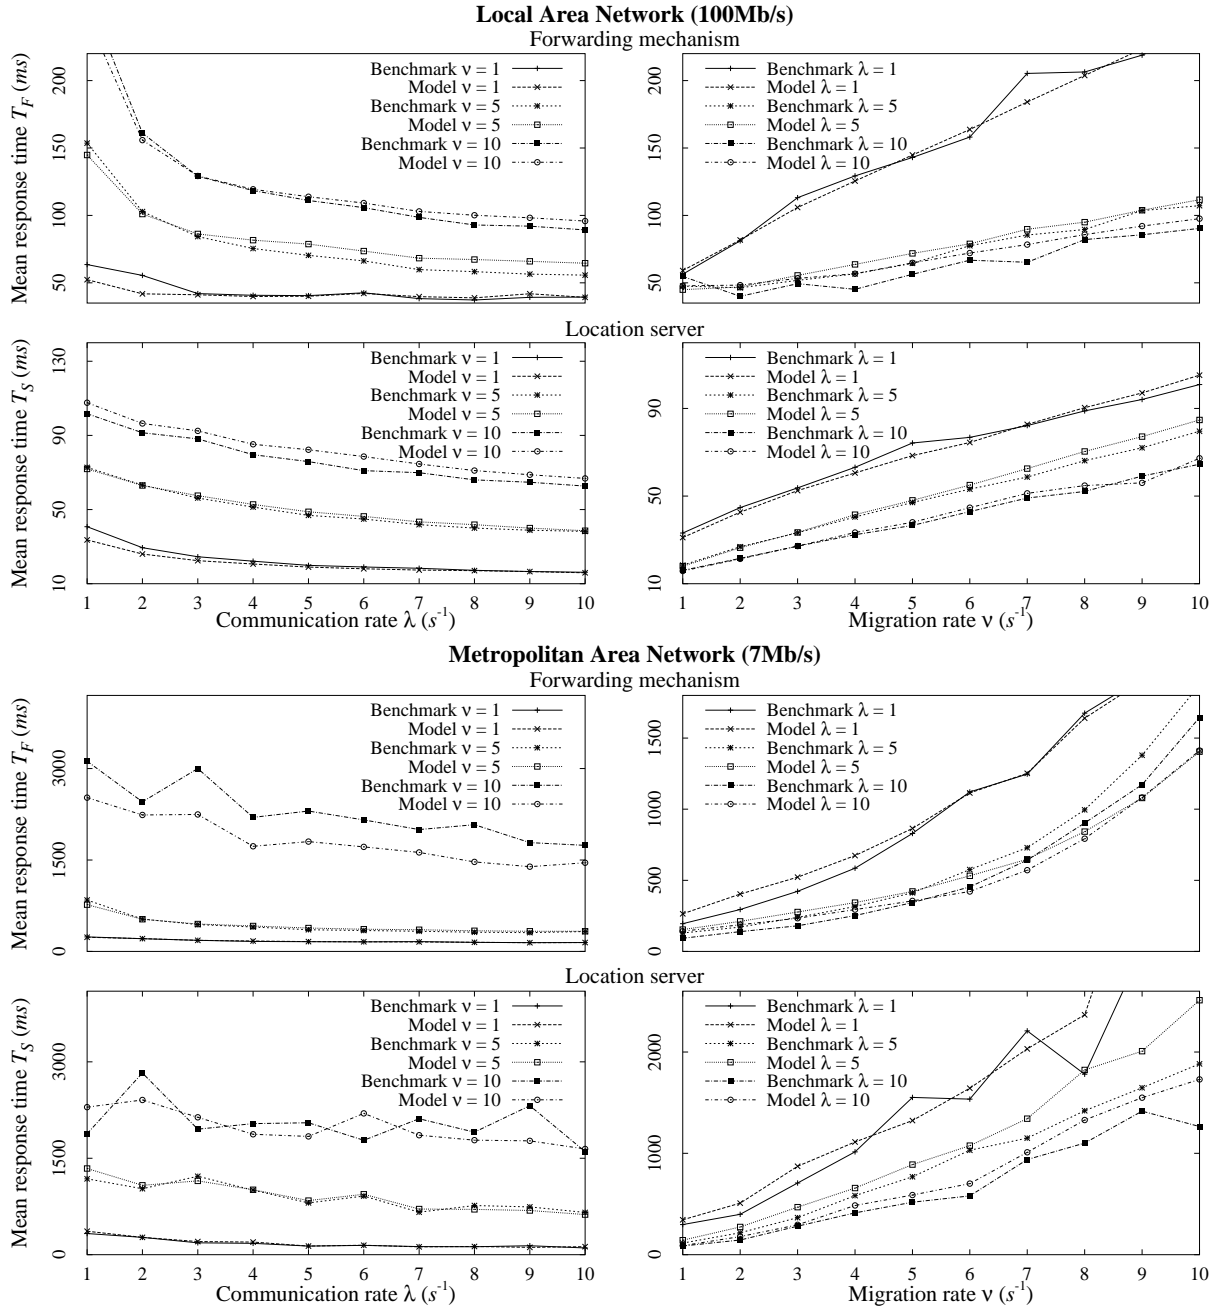 Local Area Network (100Mb/s)
Forwarding mechanism
Mean response time T_F (ms)
200
150
100
50
Benchmark ν = 1
Model ν = 1
Benchmark ν = 5
Model ν = 5
Benchmark ν = 10
Model ν = 10
200
150
100
50
Benchmark λ = 1
Model λ = 1
Benchmark λ = 5
Model λ = 5
Benchmark λ = 10
Model λ = 10
Location server
Mean response time T_S (ms)
130
90
50
10
Benchmark ν = 1
Model ν = 1
Benchmark ν = 5
Model ν = 5
Benchmark ν = 10
Model ν = 10
1 2 3 4 5 6 7 8 9 10
Communication rate λ (s⁻¹)
90
50
10
Benchmark λ = 1
Model λ = 1
Benchmark λ = 5
Model λ = 5
Benchmark λ = 10
Model λ = 10
1 2 3 4 5 6 7 8 9 10
Migration rate ν (s⁻¹)
Metropolitan Area Network (7Mb/s)
Forwarding mechanism
Mean response time T_F (ms)
3000
1500
0
Benchmark ν = 1
Model ν = 1
Benchmark ν = 5
Model ν = 5
Benchmark ν = 10
Model ν = 10
1500
1000
500
0
Benchmark λ = 1
Model λ = 1
Benchmark λ = 5
Model λ = 5
Benchmark λ = 10
Model λ = 10
Location server
Mean response time T_S (ms)
3000
1500
0
Benchmark ν = 1
Model ν = 1
Benchmark ν = 5
Model ν = 5
Benchmark ν = 10
Model ν = 10
1 2 3 4 5 6 7 8 9 10
Communication rate λ (s⁻¹)
2000
1000
0
Benchmark λ = 1
Model λ = 1
Benchmark λ = 5
Model λ = 5
Benchmark λ = 10
Model λ = 10
1 2 3 4 5 6 7 8 9 10
Migration rate ν (s⁻¹)